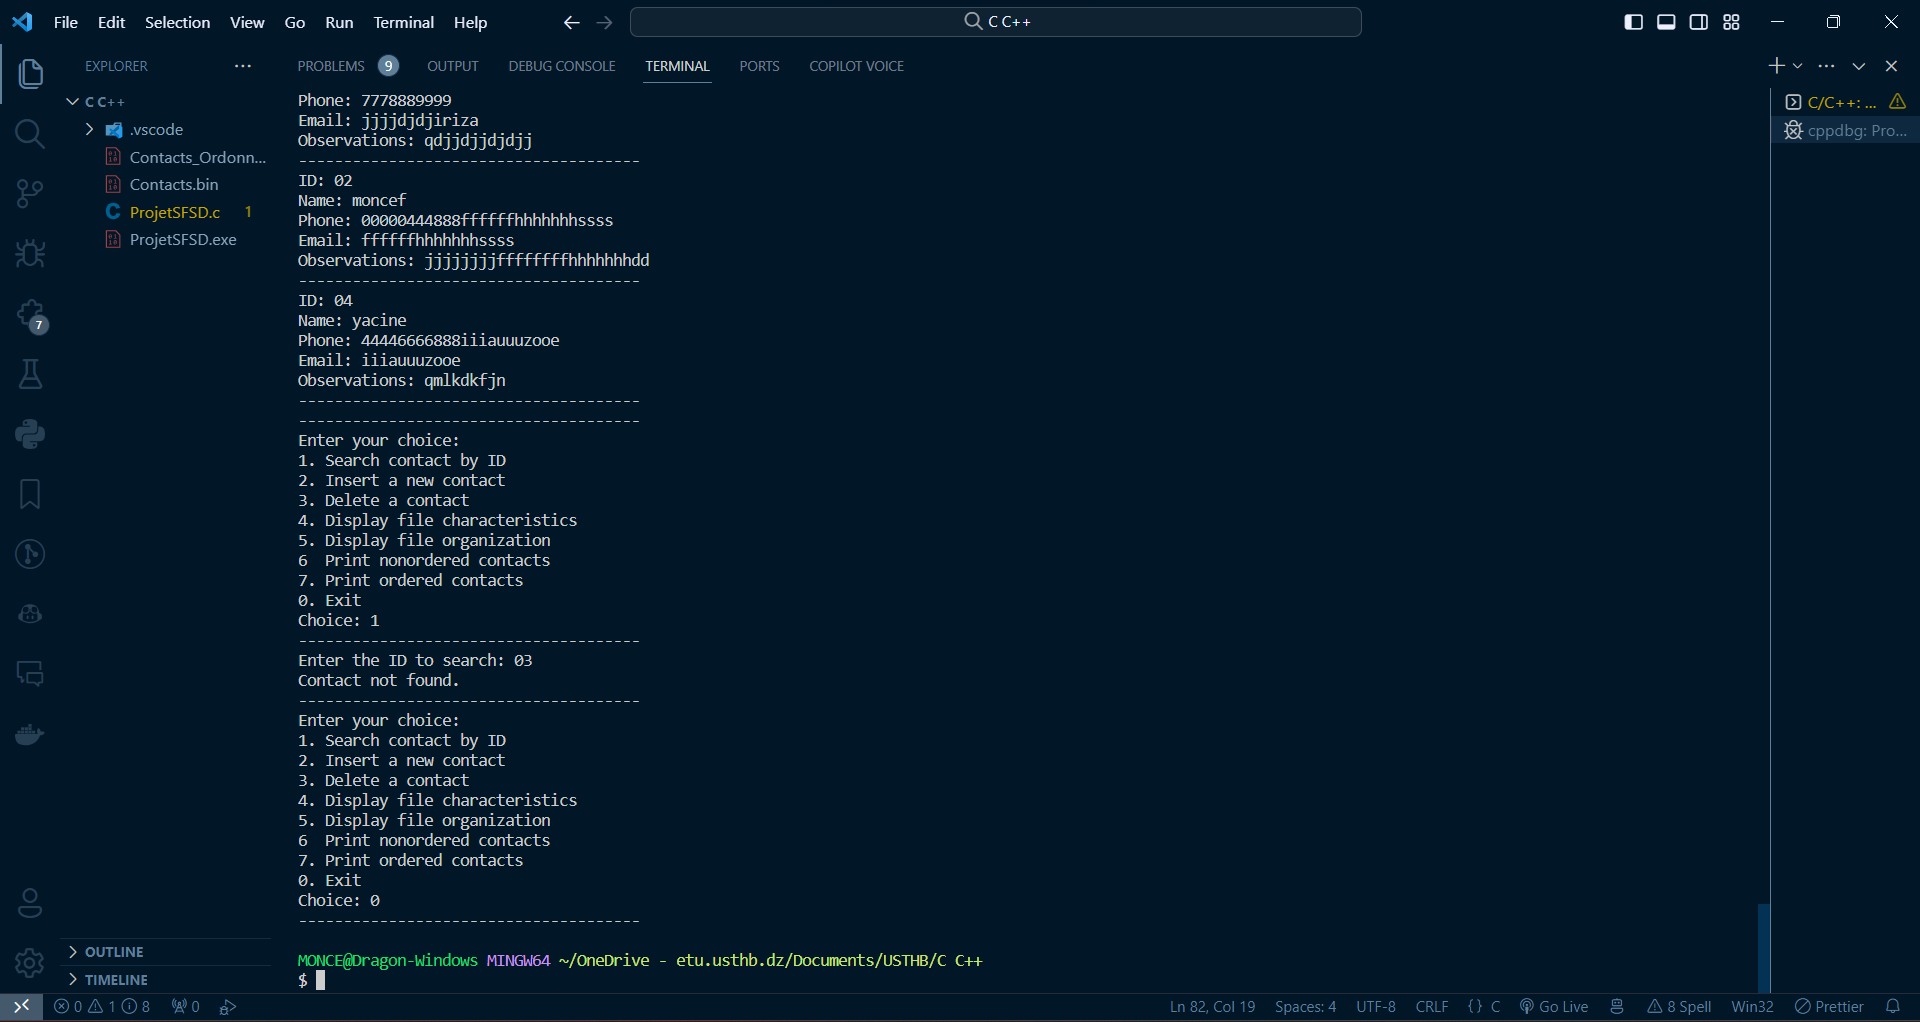 File Edit Selection View Go Run Terminal Help
C C++
EXPLORER
PROBLEMS 9 OUTPUT DEBUG CONSOLE TERMINAL PORTS COPILOT VOICE
C C++
.vscode
Contacts_Ordonn...
Contacts.bin
C ProjetSFSD.c 1
ProjetSFSD.exe
7
OUTLINE
TIMELINE
Phone: 7778889999
Email: jjjjdjdjiriza
Observations: qdjjdjjdjdjj
--------------------------------------
ID: 02
Name: moncef
Phone: 00000444888ffffffhhhhhhhssss
Email: ffffffhhhhhhhssss
Observations: jjjjjjjjffffffffhhhhhhhdd
--------------------------------------
ID: 04
Name: yacine
Phone: 44446666888iiiauuuzooe
Email: iiiauuuzooe
Observations: qmlkdkfjn
--------------------------------------
--------------------------------------
Enter your choice:
1. Search contact by ID
2. Insert a new contact
3. Delete a contact
4. Display file characteristics
5. Display file organization
6  Print nonordered contacts
7. Print ordered contacts
0. Exit
Choice: 1
--------------------------------------
Enter the ID to search: 03
Contact not found.
--------------------------------------
Enter your choice:
1. Search contact by ID
2. Insert a new contact
3. Delete a contact
4. Display file characteristics
5. Display file organization
6  Print nonordered contacts
7. Print ordered contacts
0. Exit
Choice: 0
--------------------------------------
MONCE@Dragon-Windows MINGW64 ~/OneDrive - etu.usthb.dz/Documents/USTHB/C C++
$
C/C++: ...
cppdbg: Pro...
0 1 8 0 Ln 82, Col 19 Spaces: 4 UTF-8 CRLF {} C Go Live 8 Spell Win32 Prettier